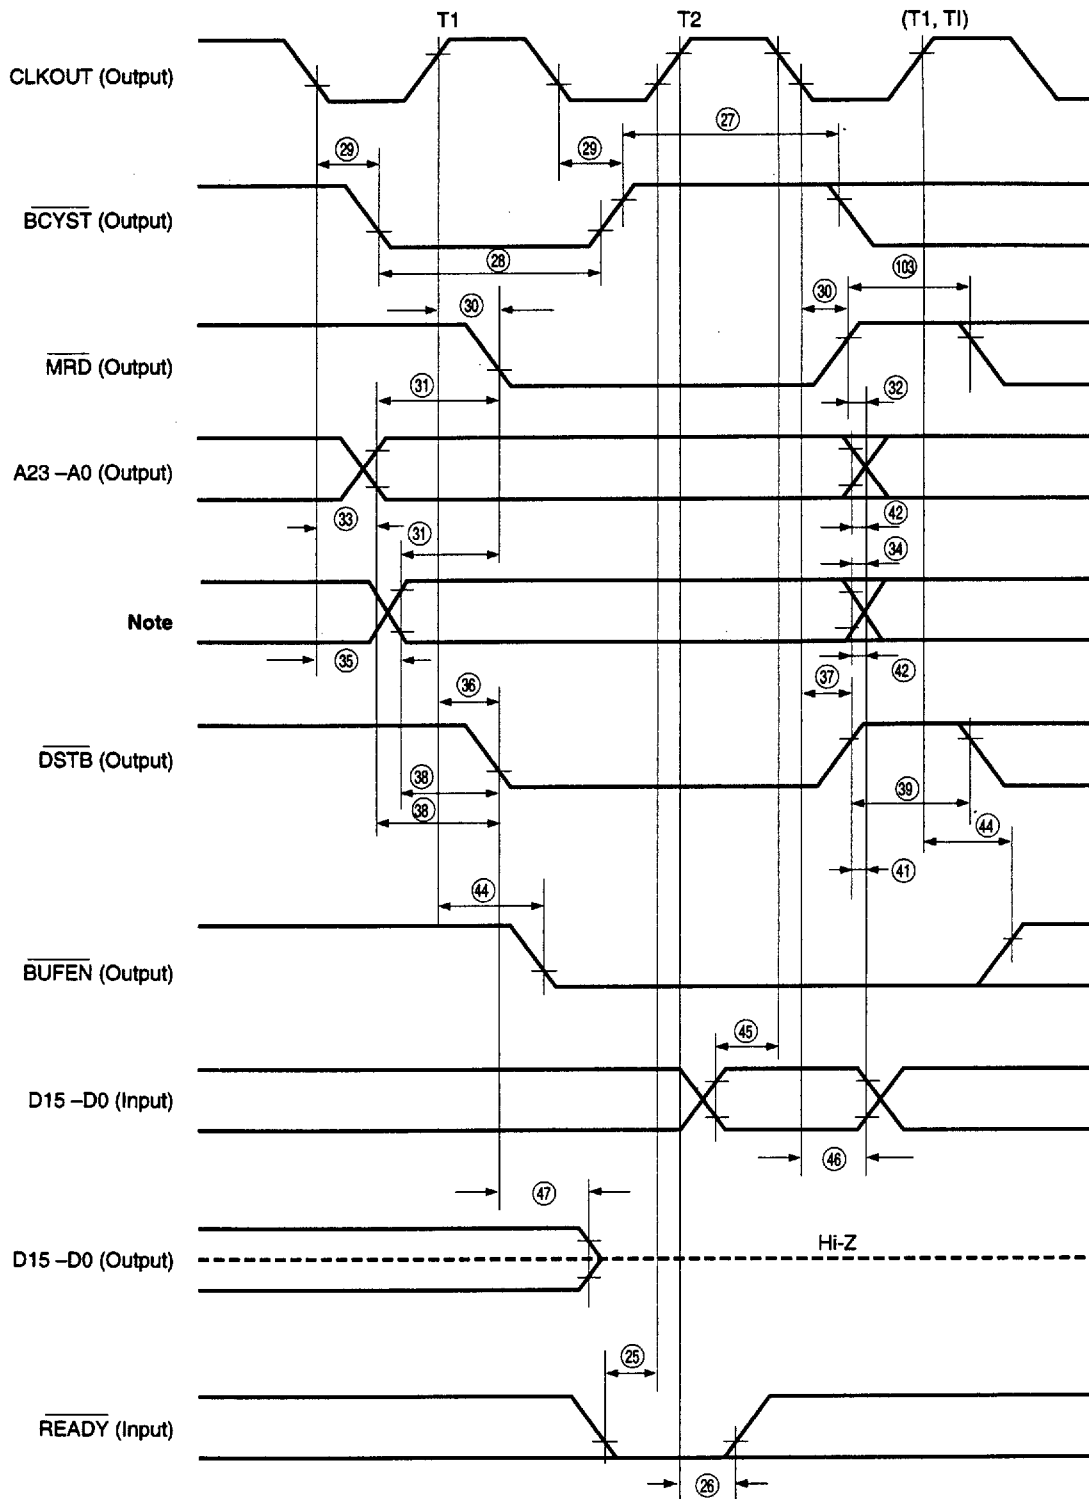 T1 T2 (T1, TI)
CLKOUT (Output)
27
29 29
BCYST (Output)
28
103
30 30
MRD (Output)
31 32
A23 –A0 (Output)
33 31 42
34
Note
35 42
36 37
DSTB (Output)
38 39
38 44
41
44
BUFEN (Output)
45
D15 –D0 (Input)
46
47
Hi-Z
D15 –D0 (Output)
25
READY (Input)
26